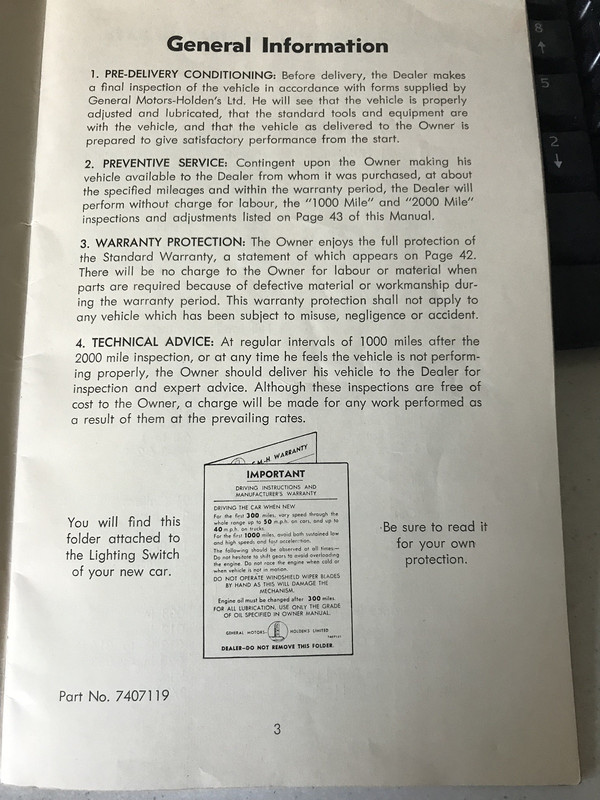 General Information
1. PRE-DELIVERY CONDITIONING: Before delivery, the Dealer makes
a final inspection of the vehicle in accordance with forms supplied by
General Motors-Holden's Ltd. He will see that the vehicle is properly
adjusted and lubricated, that the standard tools and equipment are
with the vehicle, and that the vehicle as delivered to the Owner is
prepared to give satisfactory performance from the start.
2. PREVENTIVE SERVICE: Contingent upon the Owner making his
vehicle available to the Dealer from whom it was purchased, at about
the specified mileages and within the warranty period, the Dealer will
perform without charge for labour, the "1000 Mile" and "2000 Mile"
inspections and adjustments listed on Page 43 of this Manual.
3. WARRANTY PROTECTION: The Owner enjoys the full protection of
the Standard Warranty, a statement of which appears on Page 42.
There will be no charge to the Owner for labour or material when
parts are required because of defective material or workmanship dur-
ing the warranty period. This warranty protection shall not apply to
any vehicle which has been subject to misuse, negligence or accident.
4. TECHNICAL ADVICE: At regular intervals of 1000 miles after the
2000 mile inspection, or at any time he feels the vehicle is not perform-
ing properly, the Owner should deliver his vehicle to the Dealer for
inspection and expert advice. Although these inspections are free of
cost to the Owner, a charge will be made for any work performed as
a result of them at the prevailing rates.
You will find this
folder attached to
the Lighting Switch
of your new car.
G.M-H. WARRANTY
IMPORTANT
DRIVING INSTRUCTIONS AND
MANUFACTURER'S WARRANTY
DRIVING THE CAR WHEN NEW
For the first 300 miles, vary speed through the
whole range up to 50 m.p.h. on cars, and up to
40 m.p.h. on trucks.
For the first 1000 miles, avoid both sustained low
and high speeds and fast acceleration.
The following should be observed at all times—
Do not hesitate to shift gears to avoid overloading
the engine. Do not race the engine when cold or
when vehicle is not in motion.
DO NOT OPERATE WINDSHIELD WIPER BLADES
BY HAND AS THIS WILL DAMAGE THE
MECHANISM.
Engine oil must be changed after 300 miles.
FOR ALL LUBRICATION, USE ONLY THE GRADE
OF OIL SPECIFIED IN OWNER MANUAL.
GENERAL MOTORS- HOLDEN'S LIMITED
DEALER—DO NOT REMOVE THIS FOLDER.
Be sure to read it
for your own
protection.
Part No. 7407119
3
8
5
2